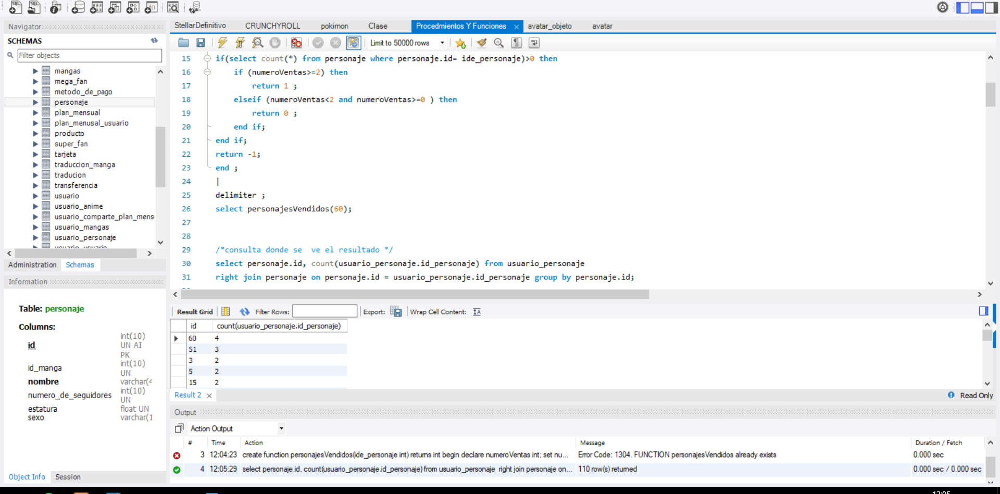 SQL SQL
Navigator
SCHEMAS
Filter objects
mangas
mega_fan
metodo_de_pago
personaje
plan_mensual
plan_menusal_usuario
producto
super_fan
tarjeta
traduccion_manga
traducion
transferencia
usuario
usuario_anime
usuario_comparte_plan_mens
usuario_mangas
usuario_personaje
usuario_usuario
Administration Schemas
Information
Table: personaje
Columns:
id int(10) UN AI PK
id_manga int(10) UN
nombre varchar(4
numero_de_seguidores int(10) UN
estatura float UN
sexo varchar(1
Object Info Session
StellarDefinitivo CRUNCHYROLL pokimon Clase Procedmientos Y Funciones avatar_objeto avatar
Limit to 50000 rows
15 if(select count(*) from personaje where personaje.id= ide_personaje)>0 then
16 if (numeroVentas>=2) then
17 return 1 ;
18 elseif (numeroVentas<2 and numeroVentas>=0 ) then
19 return 0 ;
20 end if;
21 end if;
22 return -1;
23 end ;
24 |
25 delimiter ;
26 select personajesVendidos(60);
27
28
29 /*consulta donde se  ve el resultado */
30 select personaje.id, count(usuario_personaje.id_personaje) from usuario_personaje
31 right join personaje on personaje.id = usuario_personaje.id_personaje group by personaje.id;
Result Grid Filter Rows: Export: Wrap Cell Content:
id count(usuario_personaje.id_personaje)
60 4
51 3
3 2
5 2
15 2
Result 2 Read Only
Output
Action Output
# Time Action Message Duration / Fetch
3 12:04:23 create function personajesVendidos(ide_personaje int) returns int begin declare numeroVentas int; set nu... Error Code: 1304. FUNCTION personajesVendidos already exists 0.000 sec
4 12:05:29 select personaje.id, count(usuario_personaje.id_personaje) from usuario_personaje  right join personaje on... 110 row(s) returned 0.000 sec / 0.000 sec
12:05